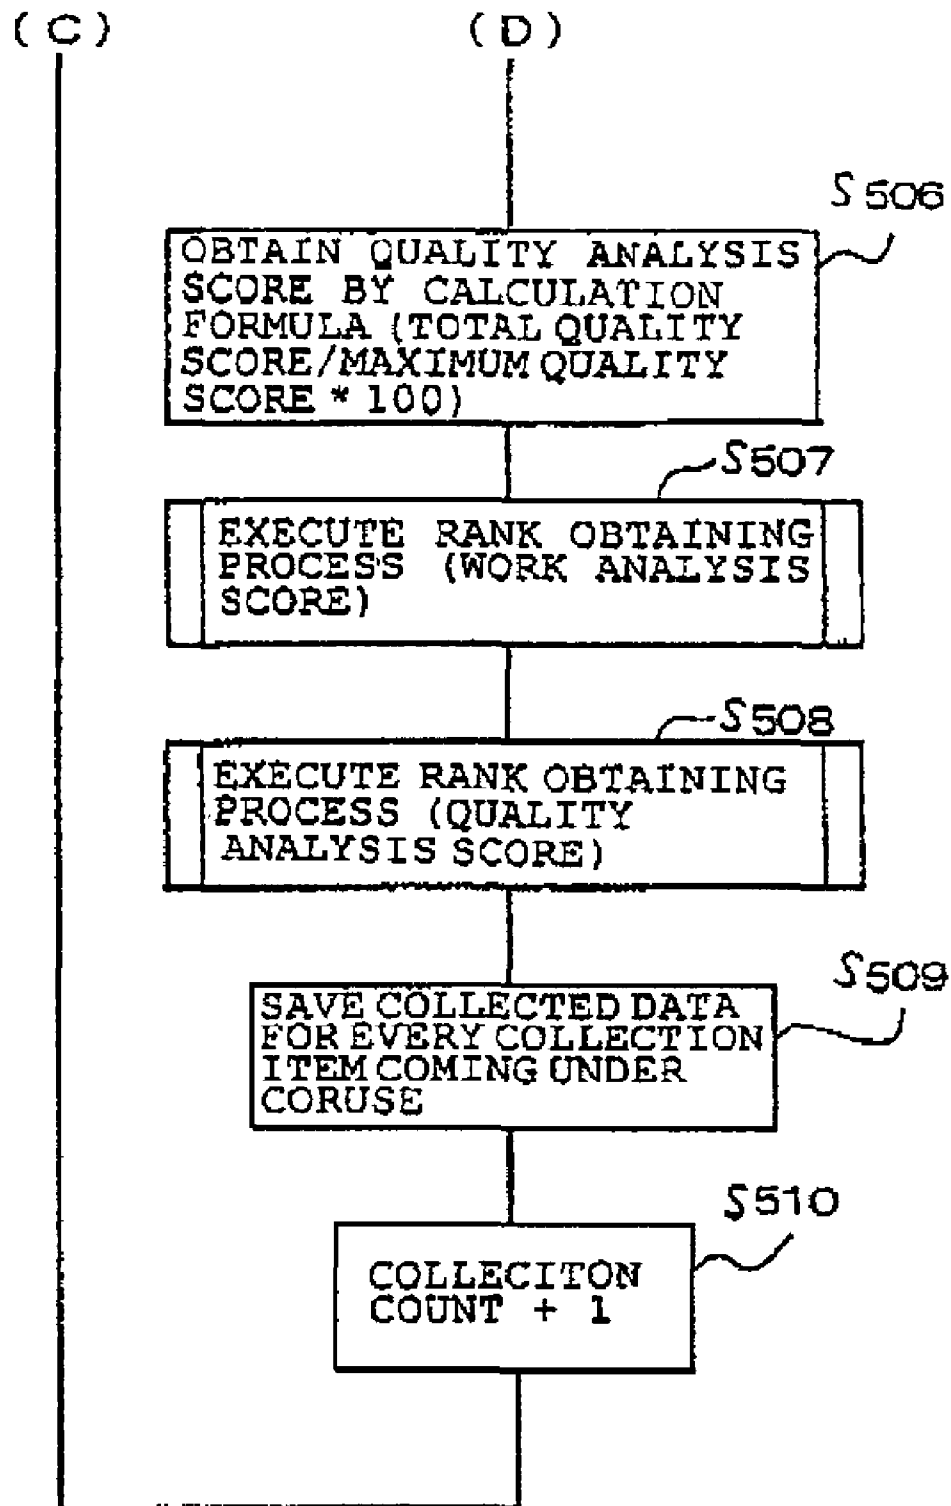 (C) (D)
S506
OBTAIN QUALITY ANALYSIS
SCORE BY CALCULATION
FORMULA (TOTAL QUALITY
SCORE/MAXIMUM QUALITY
SCORE * 100)
S507
EXECUTE RANK OBTAINING
PROCESS (WORK ANALYSIS
SCORE)
S508
EXECUTE RANK OBTAINING
PROCESS (QUALITY
ANALYSIS SCORE)
S509
SAVE COLLECTED DATA
FOR EVERY COLLECTION
ITEM COMING UNDER
CORUSE
S510
COLLECITON
COUNT + 1